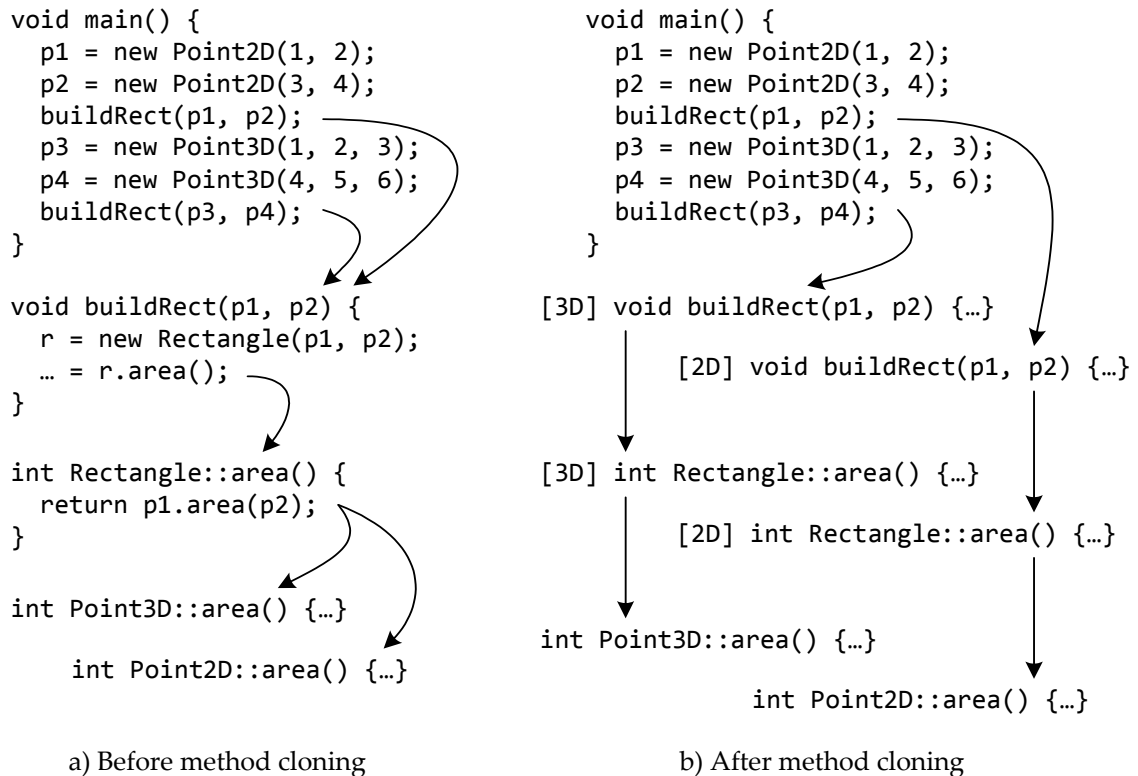 void main() {
p1 = new Point2D(1, 2);
p2 = new Point2D(3, 4);
buildRect(p1, p2);
p3 = new Point3D(1, 2, 3);
p4 = new Point3D(4, 5, 6);
buildRect(p3, p4);
}
void buildRect(p1, p2) {
r = new Rectangle(p1, p2);
… = r.area();
}
int Rectangle::area() {
return p1.area(p2);
}
int Point3D::area() {…}
int Point2D::area() {…}
a) Before method cloning
void main() {
p1 = new Point2D(1, 2);
p2 = new Point2D(3, 4);
buildRect(p1, p2);
p3 = new Point3D(1, 2, 3);
p4 = new Point3D(4, 5, 6);
buildRect(p3, p4);
}
[3D] void buildRect(p1, p2) {…}
[2D] void buildRect(p1, p2) {…}
[3D] int Rectangle::area() {…}
[2D] int Rectangle::area() {…}
int Point3D::area() {…}
int Point2D::area() {…}
b) After method cloning